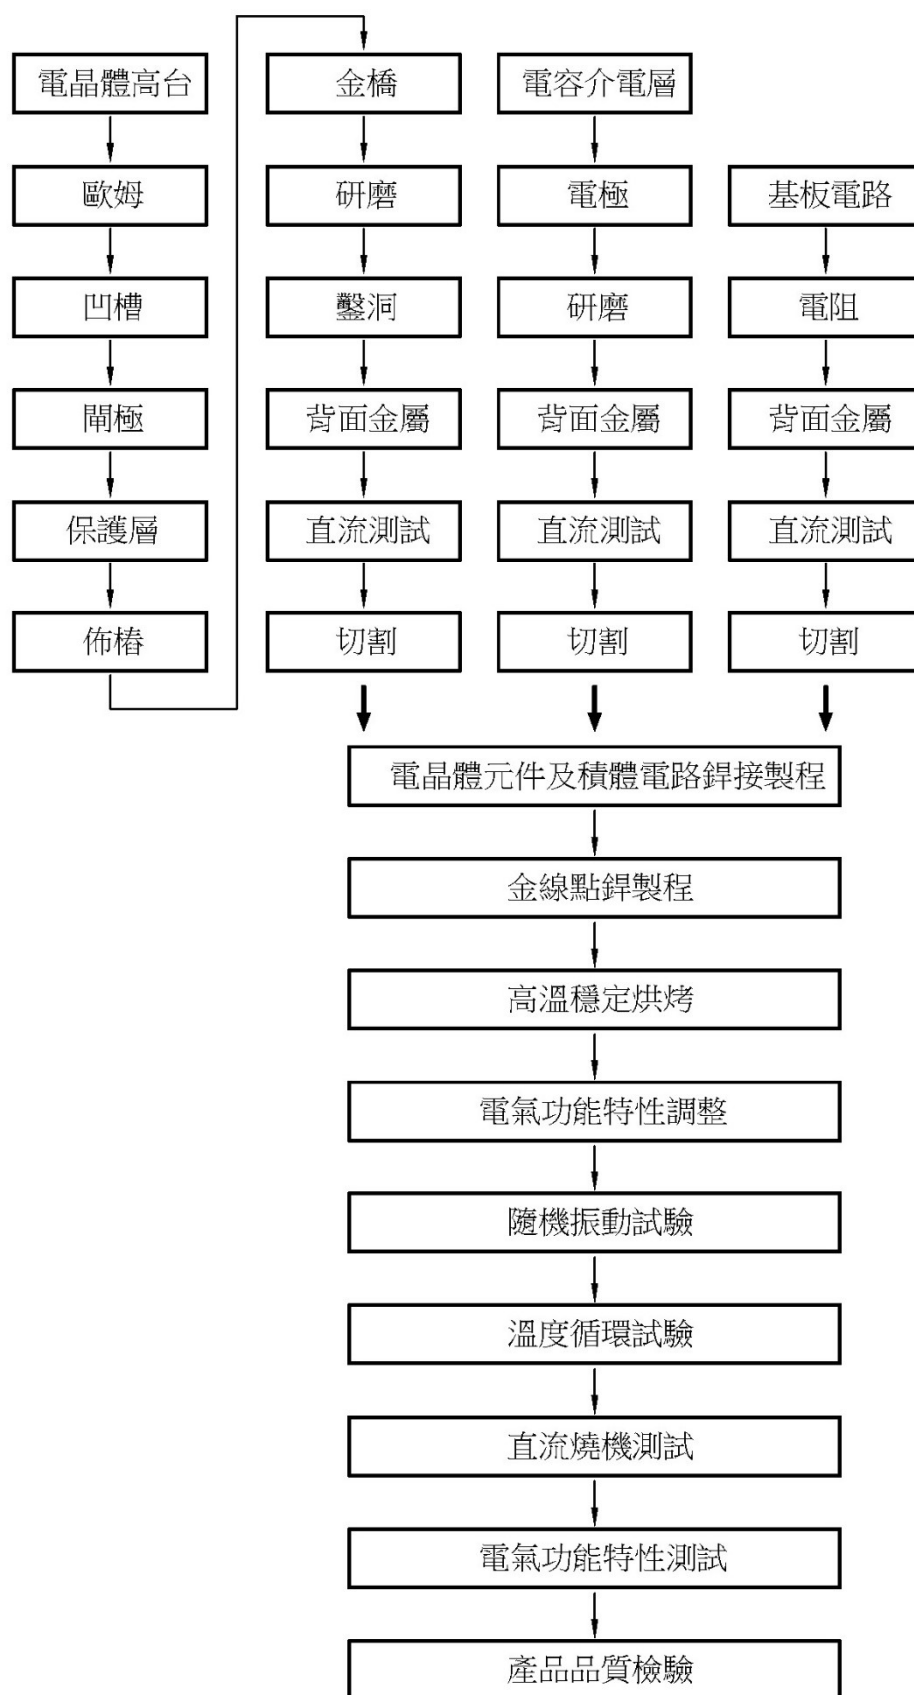 電晶體高台
歐姆
凹槽
閘極
保護層
佈樁
金橋
研磨
鑿洞
背面金屬
直流測試
切割
電容介電層
電極
研磨
背面金屬
直流測試
切割
基板電路
電阻
背面金屬
直流測試
切割
電晶體元件及積體電路銲接製程
金線點銲製程
高溫穩定烘烤
電氣功能特性調整
隨機振動試驗
溫度循環試驗
直流燒機測試
電氣功能特性測試
產品品質檢驗